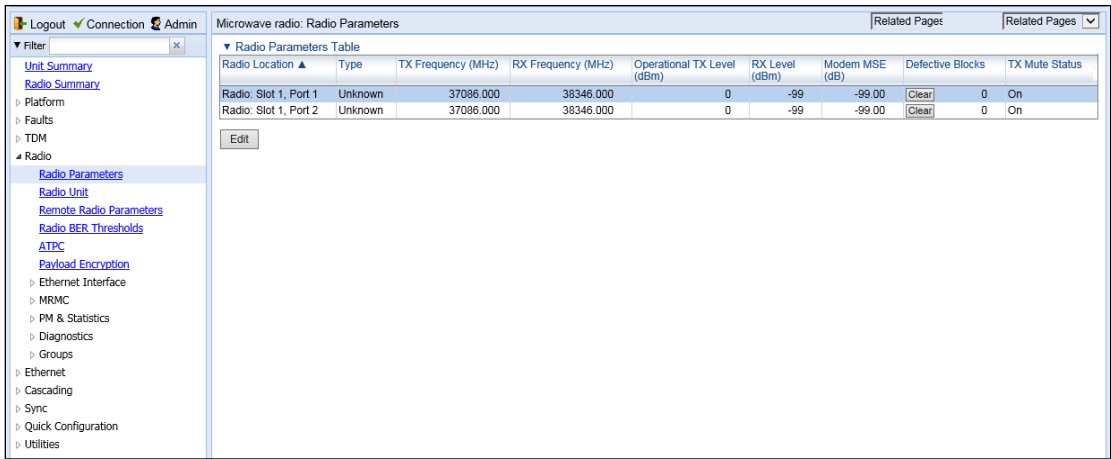 Logout Connection Admin
Microwave radio: Radio Parameters
Related Pages
Related Pages
▼ Filter
Unit Summary
Radio Summary
Platform
Faults
TDM
Radio
Radio Parameters
Radio Unit
Remote Radio Parameters
Radio BER Thresholds
ATPC
Payload Encryption
Ethernet Interface
MRMC
PM & Statistics
Diagnostics
Groups
Ethernet
Cascading
Sync
Quick Configuration
Utilities
▼ Radio Parameters Table
Radio Location ▲ Type TX Frequency (MHz) RX Frequency (MHz) Operational TX Level (dBm) RX Level (dBm) Modem MSE (dB) Defective Blocks TX Mute Status
Radio: Slot 1, Port 1 Unknown 37086.000 38346.000 0 -99 -99.00 Clear 0 On
Radio: Slot 1, Port 2 Unknown 37086.000 38346.000 0 -99 -99.00 Clear 0 On
Edit